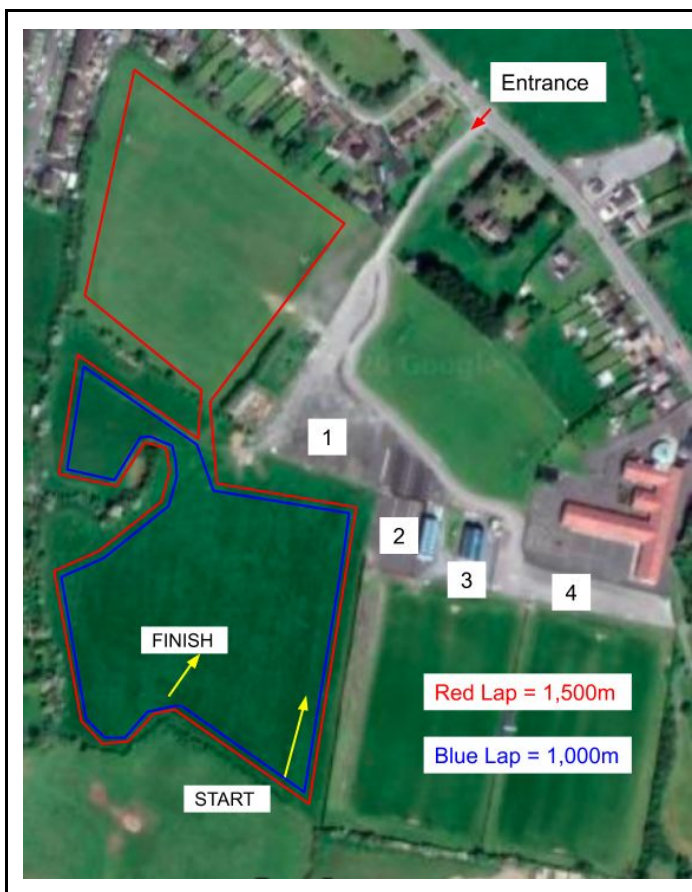 Entrance
1
2
3
4
FINISH
Red Lap = 1,500m
Blue Lap = 1,000m
START